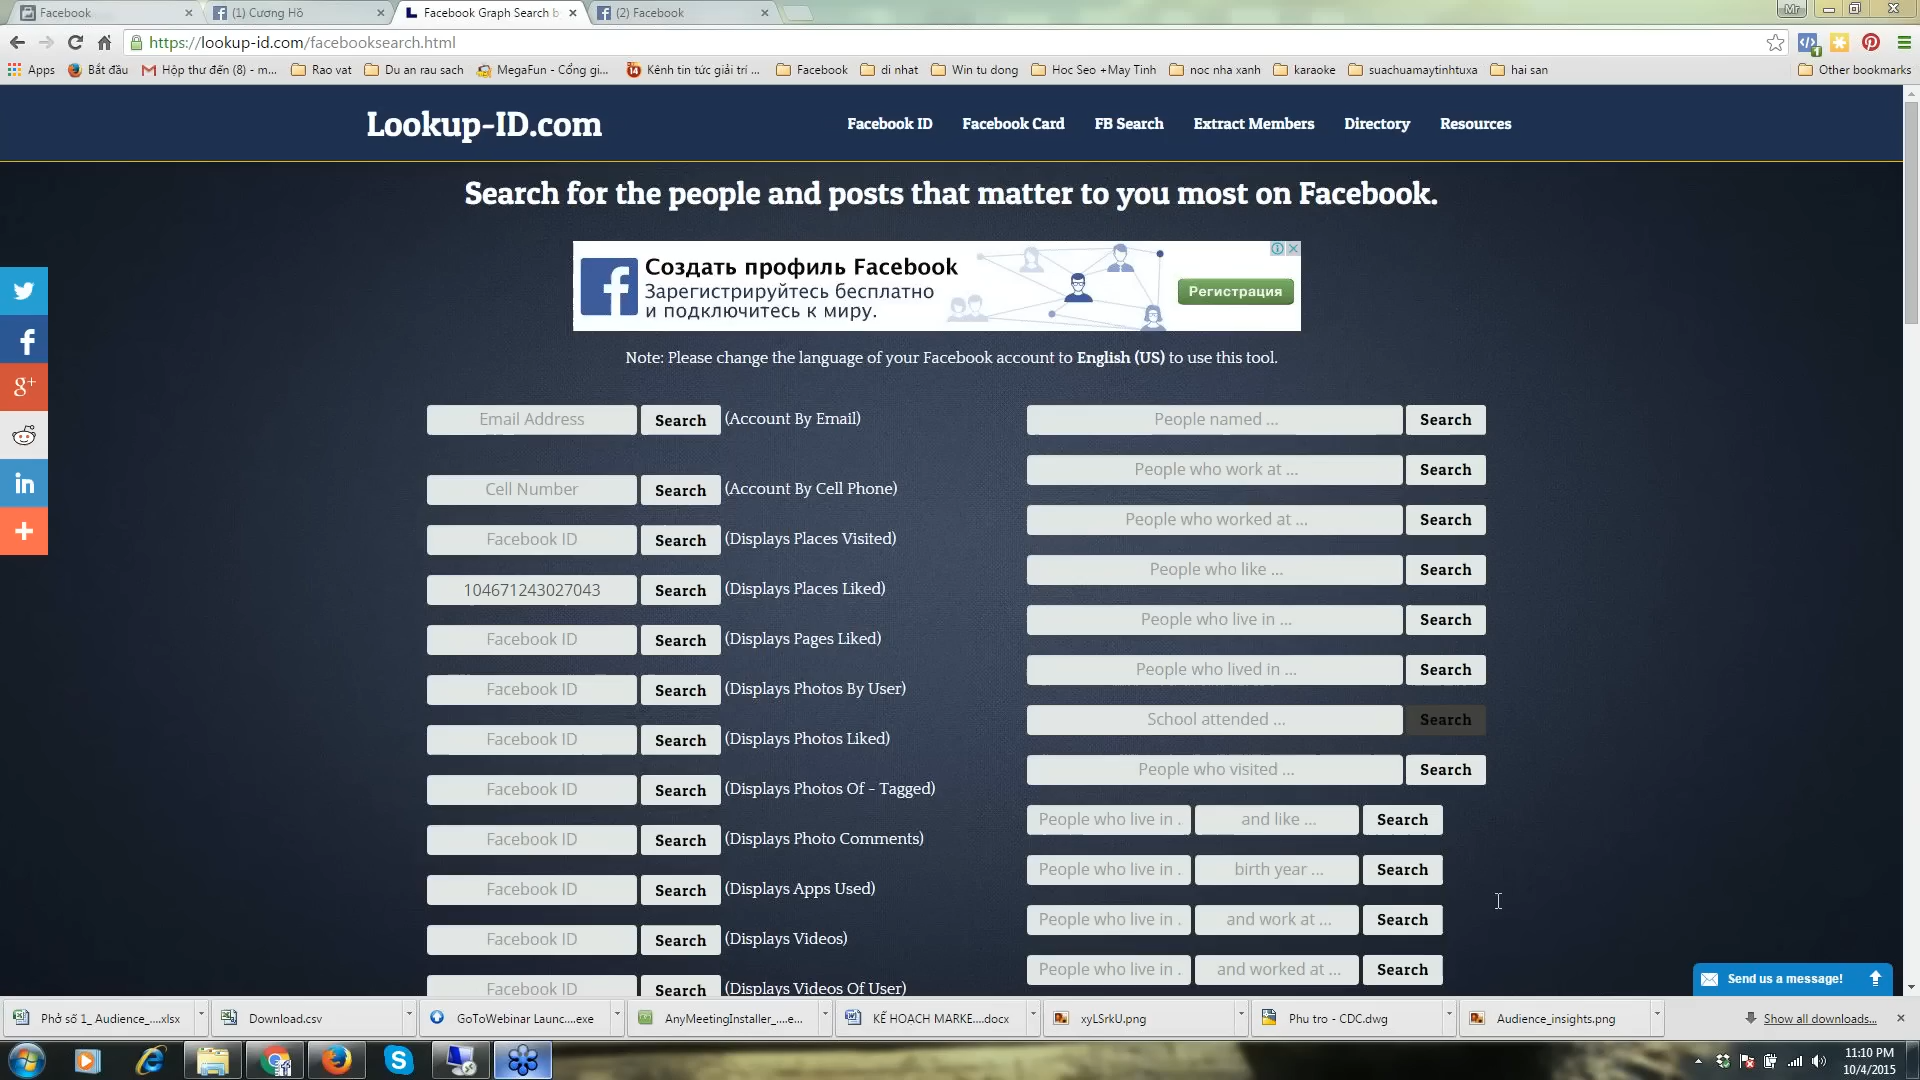 Facebook
(1) Cương Hồ
Facebook Graph Search b
(2) Facebook
Mr
https://lookup-id.com/facebooksearch.html
Apps
Bắt đầu
Hộp thư đến (8) - m...
Rao vat
Du an rau sach
MegaFun - Cổng gi...
Kênh tin tức giải trí ...
Facebook
di nhat
Win tu dong
Hoc Seo +May Tinh
noc nha xanh
karaoke
suachuamaytinhtuxa
hai san
Other bookmarks
Lookup-ID.com
Facebook ID
Facebook Card
FB Search
Extract Members
Directory
Resources
Search for the people and posts that matter to you most on Facebook.
Создать профиль Facebook
Зарегистрируйтесь бесплатно
и подключитесь к миру.
Регистрация
Note: Please change the language of your Facebook account to English (US) to use this tool.
Email Address Search (Account By Email)
Cell Number Search (Account By Cell Phone)
Facebook ID Search (Displays Places Visited)
104671243027043 Search (Displays Places Liked)
Facebook ID Search (Displays Pages Liked)
Facebook ID Search (Displays Photos By User)
Facebook ID Search (Displays Photos Liked)
Facebook ID Search (Displays Photos Of - Tagged)
Facebook ID Search (Displays Photo Comments)
Facebook ID Search (Displays Apps Used)
Facebook ID Search (Displays Videos)
Facebook ID Search (Displays Videos Of User)
People named ... Search
People who work at ... Search
People who worked at ... Search
People who like ... Search
People who live in ... Search
People who lived in ... Search
School attended ... Search
People who visited ... Search
People who live in . and like ... Search
People who live in . birth year ... Search
People who live in . and work at ... Search
People who live in . and worked at ... Search
Send us a message!
Phở số 1_ Audience_....xlsx
Download.csv
GoToWebinar Launc....exe
AnyMeetingInstaller_....e...
KẾ HOẠCH MARKE....docx
xyLSrkU.png
Phu tro - CDC.dwg
Audience_insights.png
Show all downloads...
11:10 PM
10/4/2015